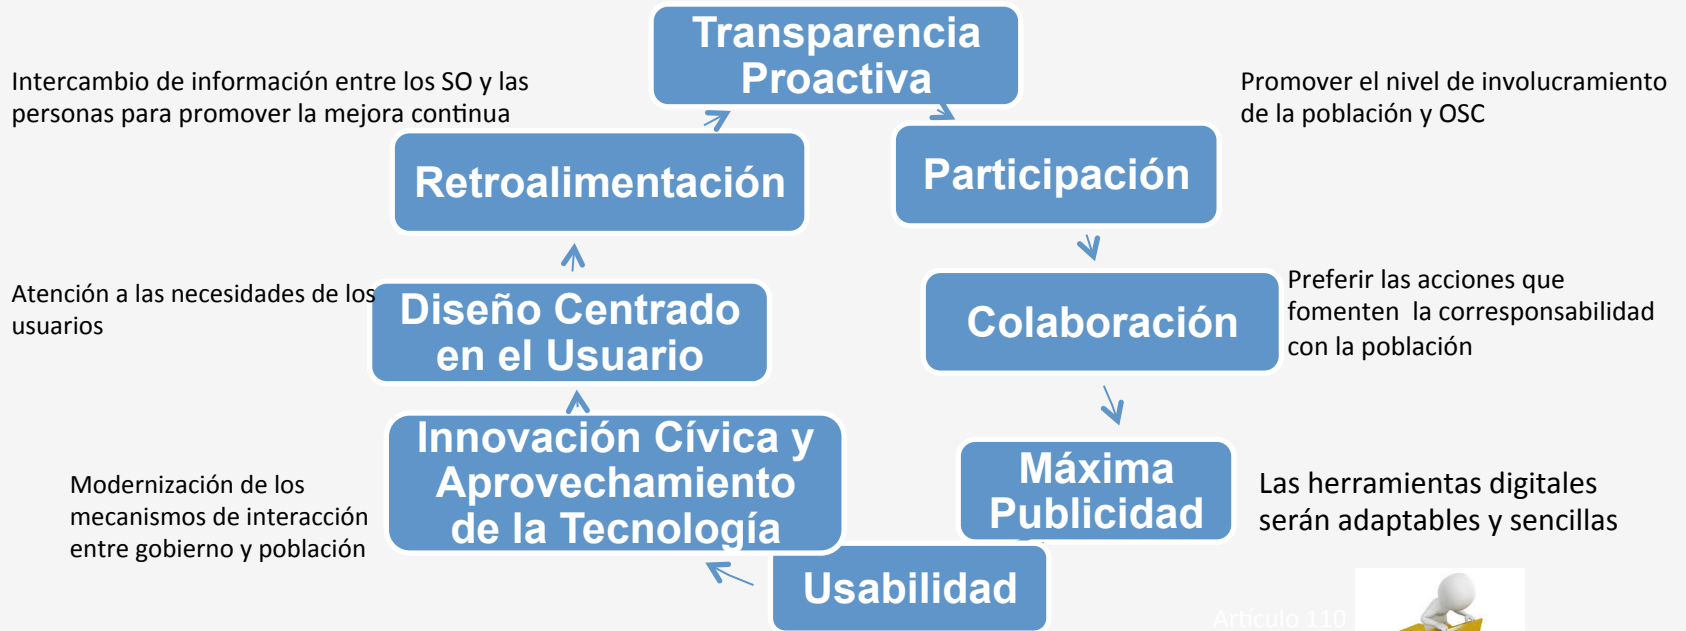 Transparencia
Proactiva
Intercambio de información entre los SO y las
personas para promover la mejora continua
Promover el nivel de involucramiento
de la población y OSC
Retroalimentación
Participación
Atención a las necesidades de los
usuarios
Diseño Centrado
en el Usuario
Colaboración
Preferir las acciones que
fomenten la corresponsabilidad
con la población
Innovación Cívica y
Aprovechamiento
de la Tecnología
Máxima
Publicidad
Modernización de los
mecanismos de interacción
entre gobierno y población
Las herramientas digitales
serán adaptables y sencillas
Usabilidad
Artículo 110